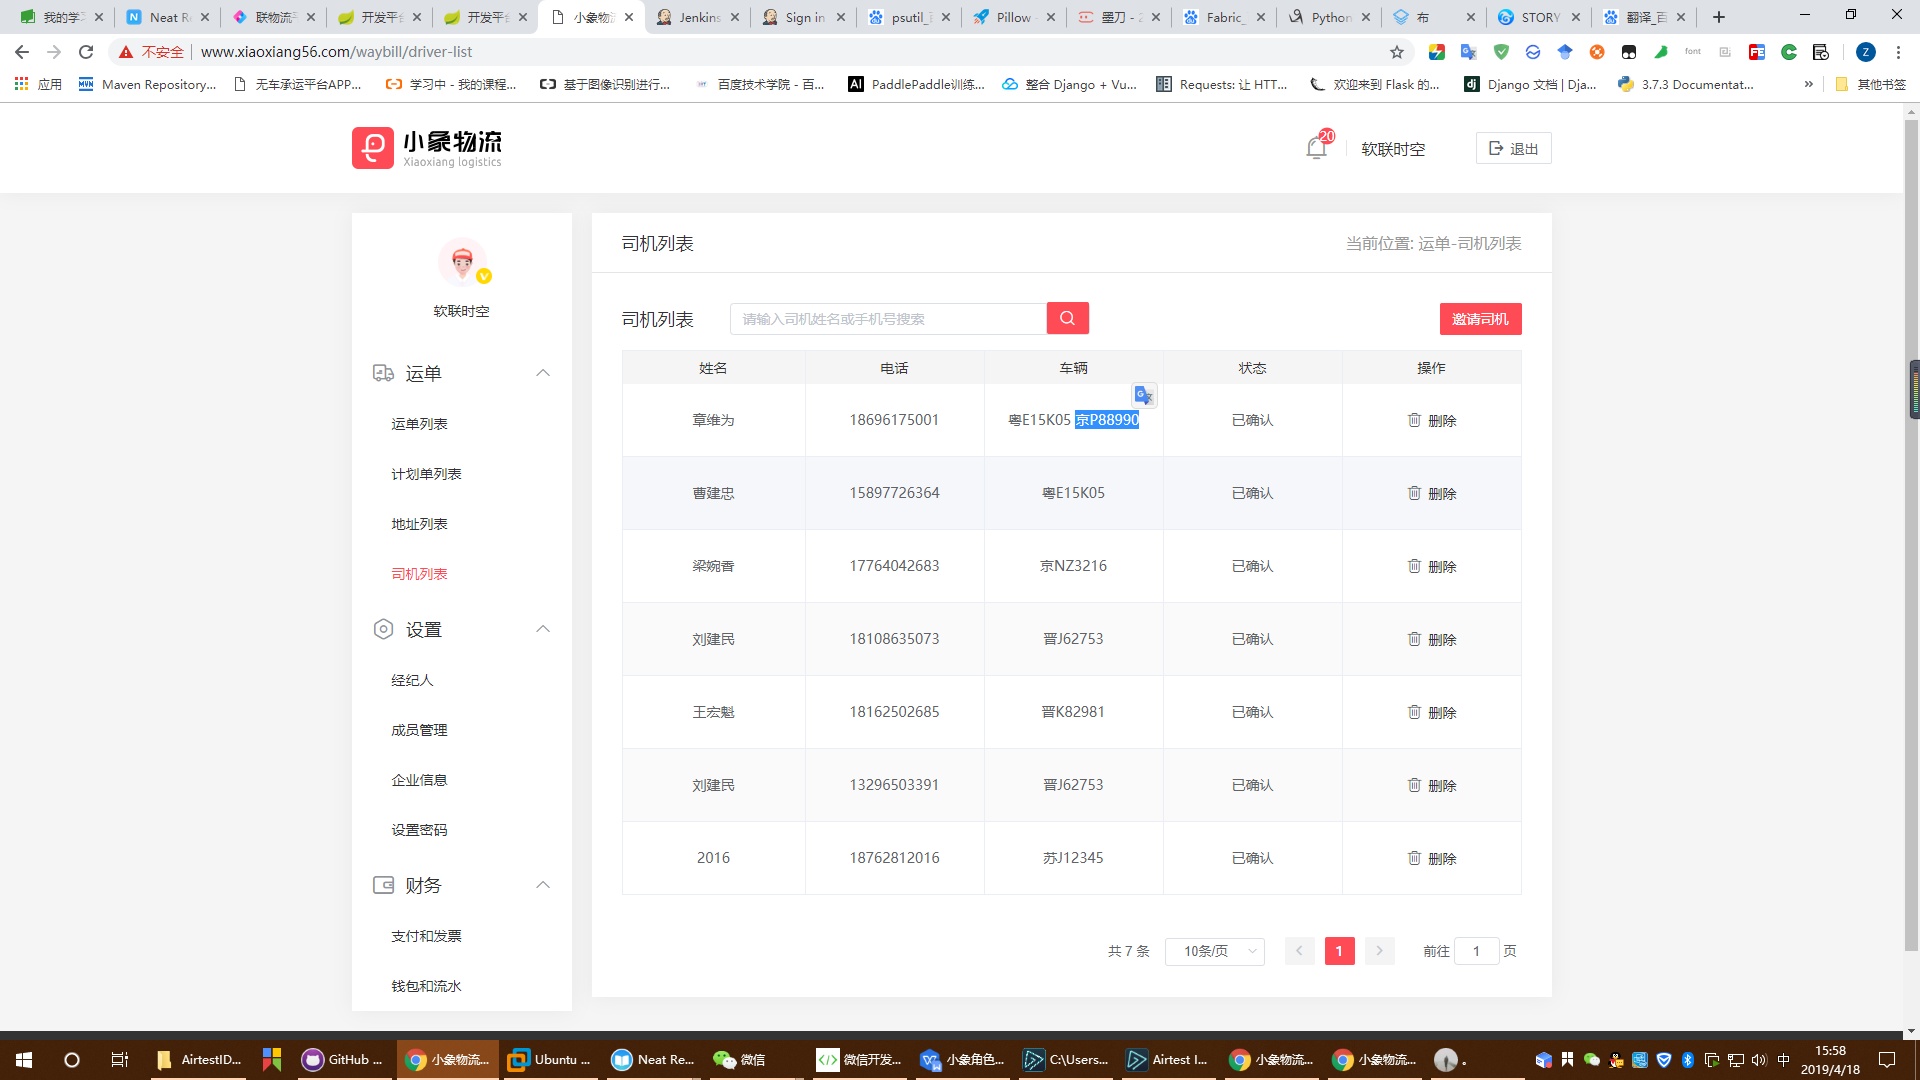 我的学
Neat R
联物流
开发平台
开发平台
小象物流
Jenkins
Sign in
psutil_
Pillow
墨刀 - 2
Fabric_
Python
布
STORY
翻译_百
不安全
www.xiaoxiang56.com/waybill/driver-list
应用
Maven Repository...
无车承运平台APP...
学习中 - 我的课程...
基于图像识别进行...
百度技术学院 - 百...
PaddlePaddle训练...
整合 Django + Vu...
Requests: 让 HTT...
欢迎来到 Flask 的...
Django 文档 | Dja...
3.7.3 Documentat...
»
其他书签
小象物流
Xiaoxiang logistics
20
软联时空
退出
软联时空
运单
运单列表
计划单列表
地址列表
司机列表
设置
经纪人
成员管理
企业信息
设置密码
财务
支付和发票
钱包和流水
司机列表
当前位置: 运单-司机列表
司机列表
请输入司机姓名或手机号搜索
邀请司机
姓名 电话 车辆 状态 操作
章维为 18696175001 粤E15K05 京P88990 已确认 删除
曹建忠 15897726364 粤E15K05 已确认 删除
梁婉香 17764042683 京NZ3216 已确认 删除
刘建民 18108635073 晋J62753 已确认 删除
王宏魁 18162502685 晋K82981 已确认 删除
刘建民 13296503391 晋J62753 已确认 删除
2016 18762812016 苏J12345 已确认 删除
共 7 条 10条/页 1 前往 1 页
AirtestID...
GitHub ...
小象物流...
Ubuntu ...
Neat Re...
微信
微信开发...
小象角色...
C:\Users...
Airtest I...
小象物流...
小象物流...
中
15:58
2019/4/18